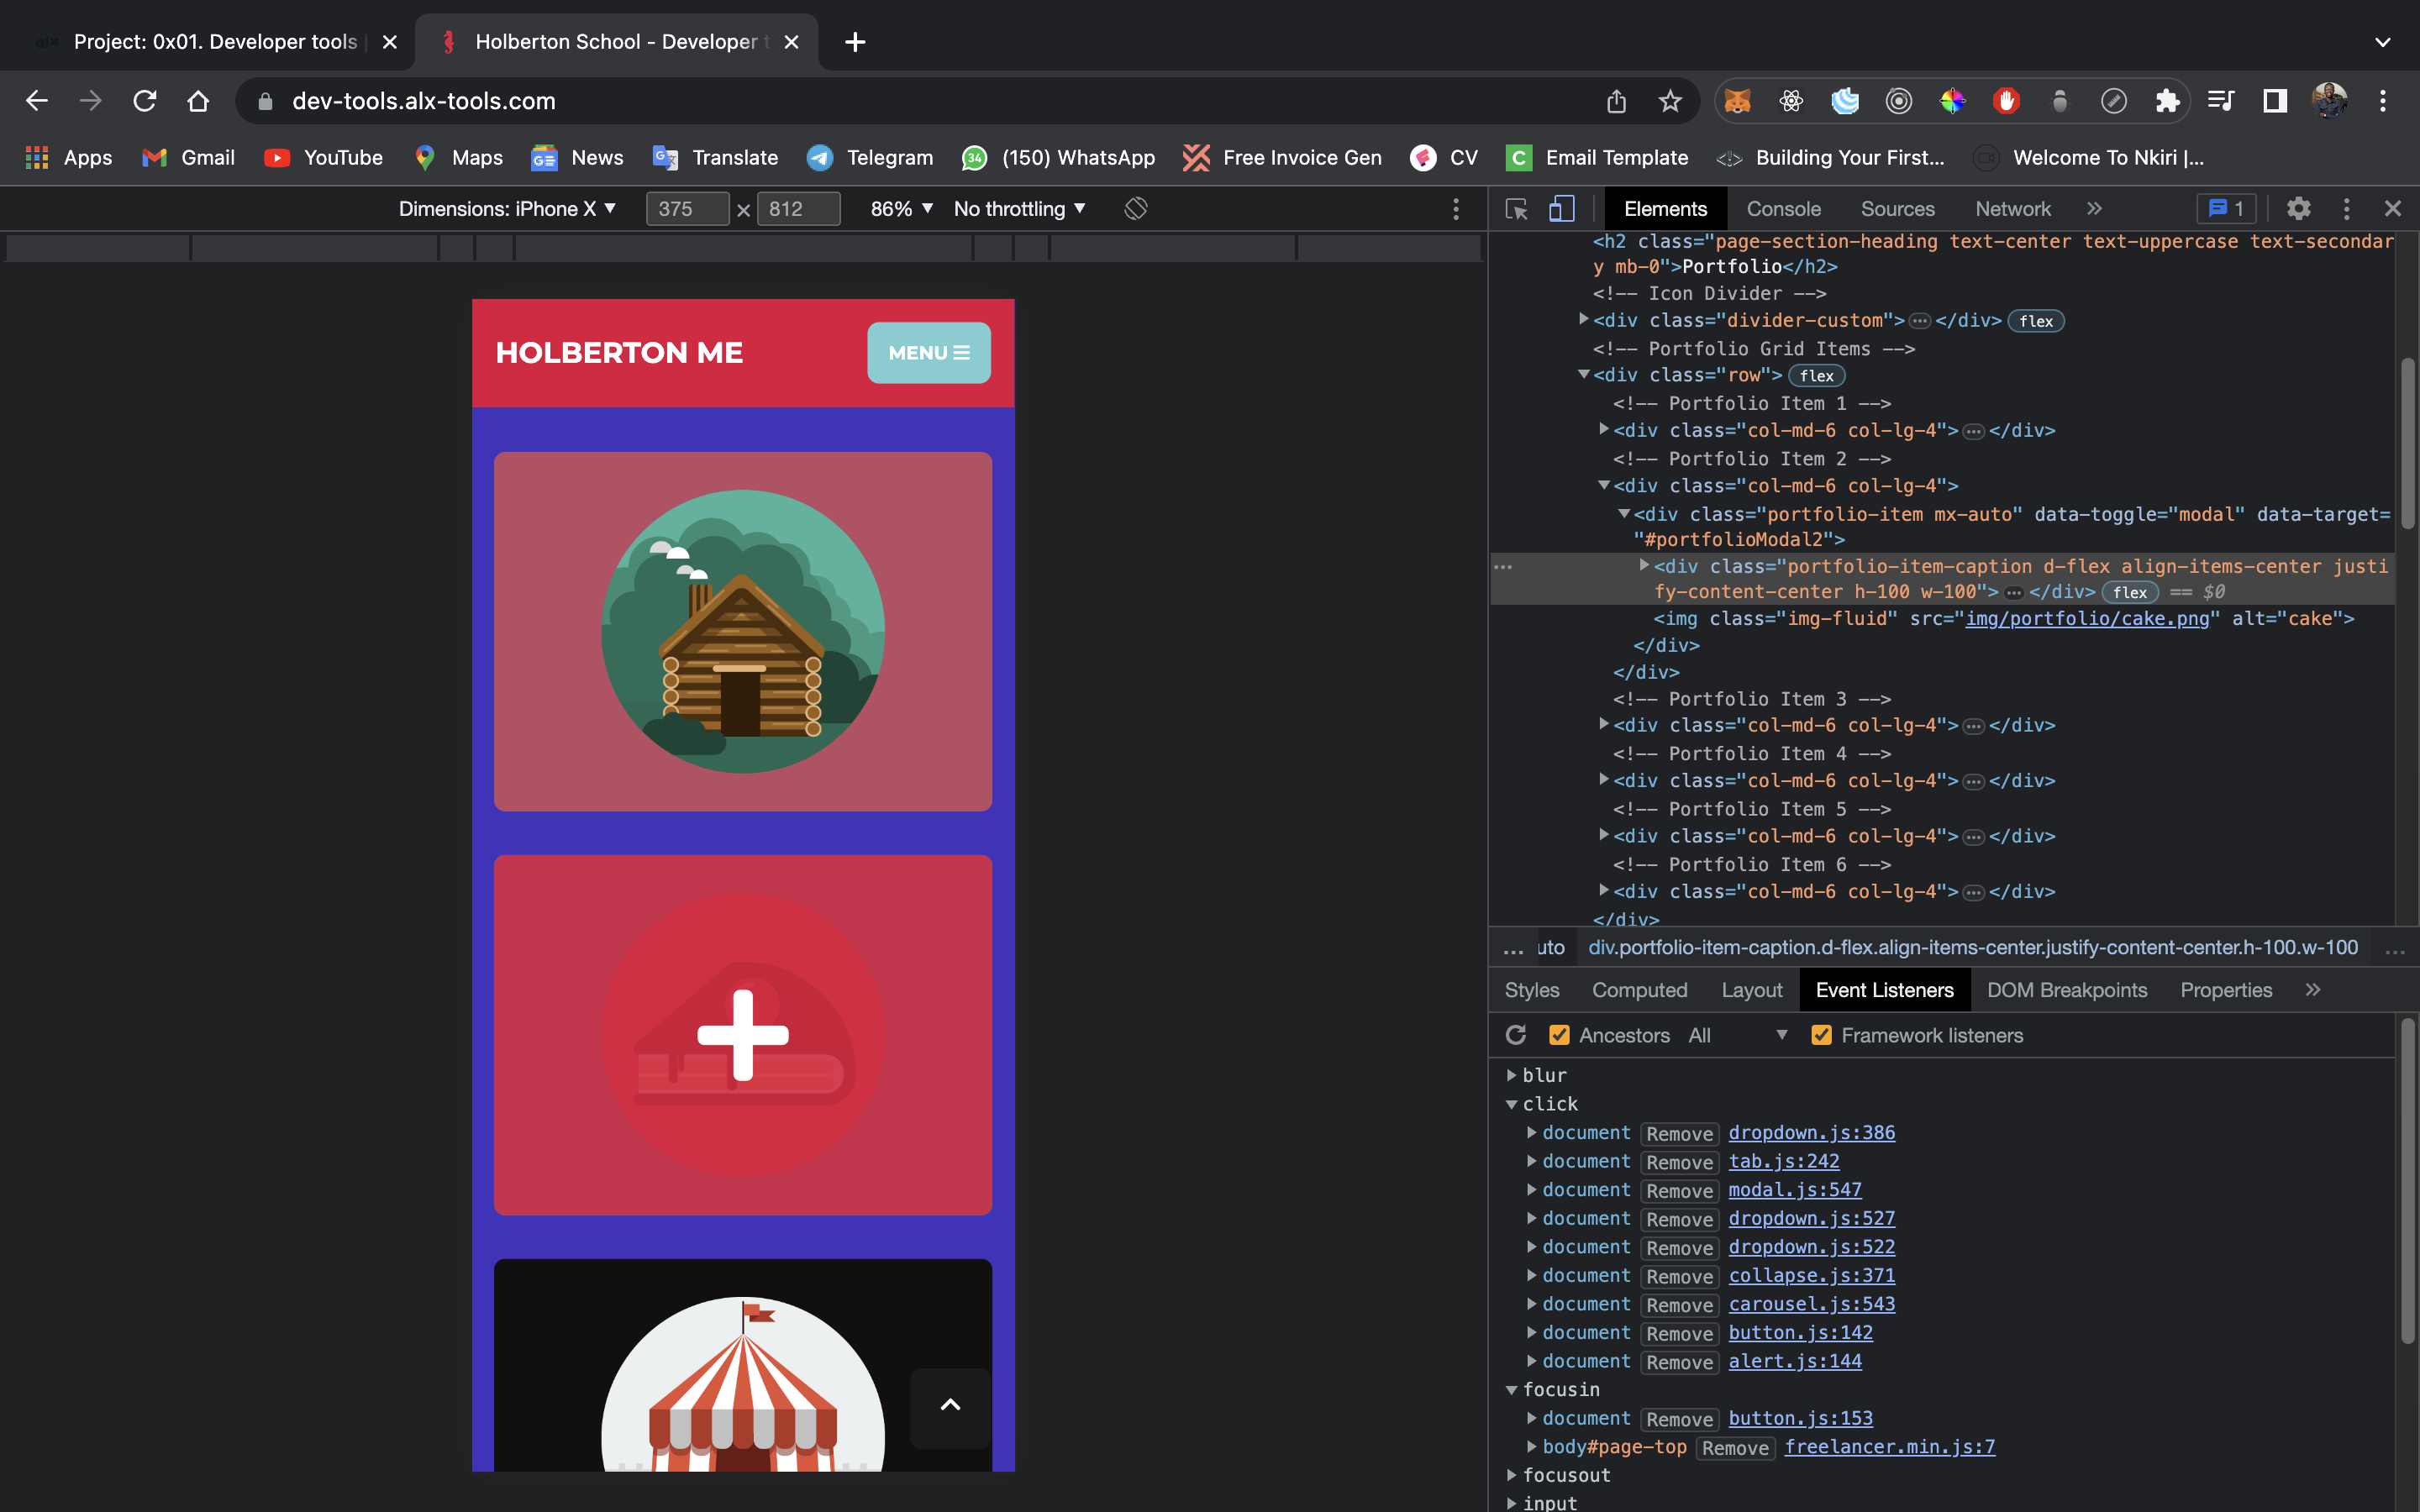 alx Project: 0x01. Developer tools
Holberton School - Developer t
dev-tools.alx-tools.com
Apps Gmail YouTube Maps News Translate Telegram 34 (150) WhatsApp Free Invoice Gen CV C Email Template Building Your First... Welcome To Nkiri |...
Dimensions: iPhone X 375 × 812 86% No throttling
Elements Console Sources Network 1
HOLBERTON ME
MENU
<h2 class="page-section-heading text-center text-uppercase text-secondar
y mb-0">Portfolio</h2>
<!-- Icon Divider -->
<div class="divider-custom">…</div> flex
<!-- Portfolio Grid Items -->
<div class="row"> flex
<!-- Portfolio Item 1 -->
<div class="col-md-6 col-lg-4">…</div>
<!-- Portfolio Item 2 -->
<div class="col-md-6 col-lg-4">
<div class="portfolio-item mx-auto" data-toggle="modal" data-target=
"#portfolioModal2">
<div class="portfolio-item-caption d-flex align-items-center justi
fy-content-center h-100 w-100">…</div> flex == $0
<img class="img-fluid" src="img/portfolio/cake.png" alt="cake">
</div>
</div>
<!-- Portfolio Item 3 -->
<div class="col-md-6 col-lg-4">…</div>
<!-- Portfolio Item 4 -->
<div class="col-md-6 col-lg-4">…</div>
<!-- Portfolio Item 5 -->
<div class="col-md-6 col-lg-4">…</div>
<!-- Portfolio Item 6 -->
<div class="col-md-6 col-lg-4">…</div>
</div>
... uto div.portfolio-item-caption.d-flex.align-items-center.justify-content-center.h-100.w-100 ...
Styles Computed Layout Event Listeners DOM Breakpoints Properties
Ancestors All Framework listeners
blur
click
document Remove dropdown.js:386
document Remove tab.js:242
document Remove modal.js:547
document Remove dropdown.js:527
document Remove dropdown.js:522
document Remove collapse.js:371
document Remove carousel.js:543
document Remove button.js:142
document Remove alert.js:144
focusin
document Remove button.js:153
body#page-top Remove freelancer.min.js:7
focusout
input